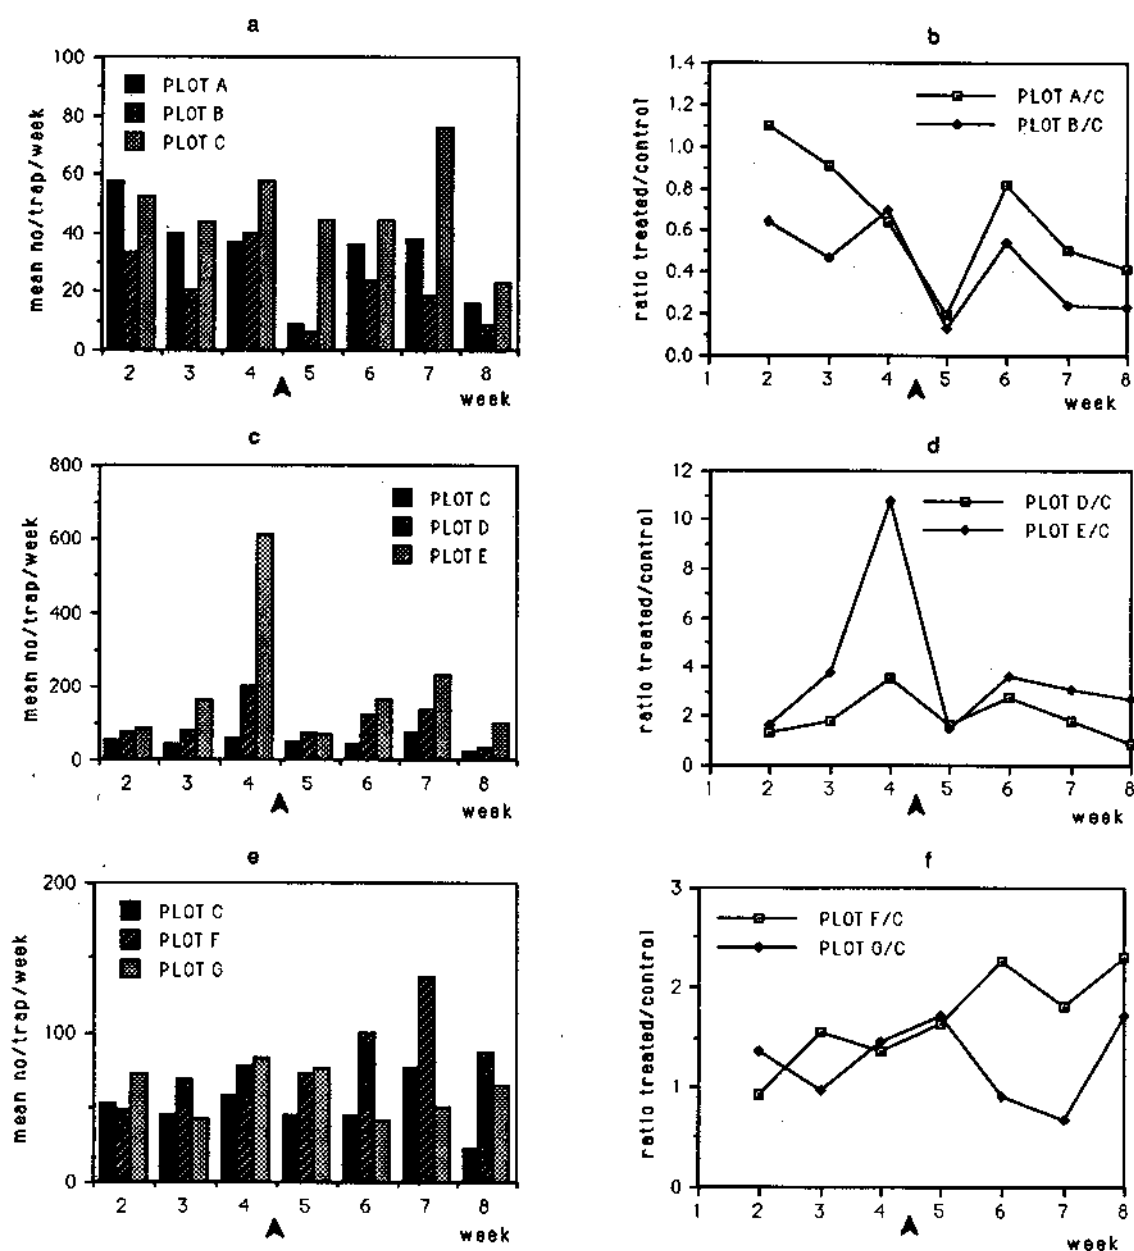 a
mean no/trap/week
100
80
60
40
20
0
PLOT A
PLOT B
PLOT C
2 3 4 5 6 7 8
week
b
ratio treated/control
1.4
1.2
1.0
0.8
0.6
0.4
0.2
0.0
PLOT A/C
PLOT B/C
1 2 3 4 5 6 7 8
week
c
mean no/trap/week
800
600
400
200
0
PLOT C
PLOT D
PLOT E
2 3 4 5 6 7 8
week
d
ratio treated/control
12
10
8
6
4
2
0
PLOT D/C
PLOT E/C
1 2 3 4 5 6 7 8
week
e
mean no/trap/week
200
100
0
PLOT C
PLOT F
PLOT G
2 3 4 5 6 7 8
week
f
ratio treated/control
3
2
1
0
PLOT F/C
PLOT G/C
1 2 3 4 5 6 7 8
week